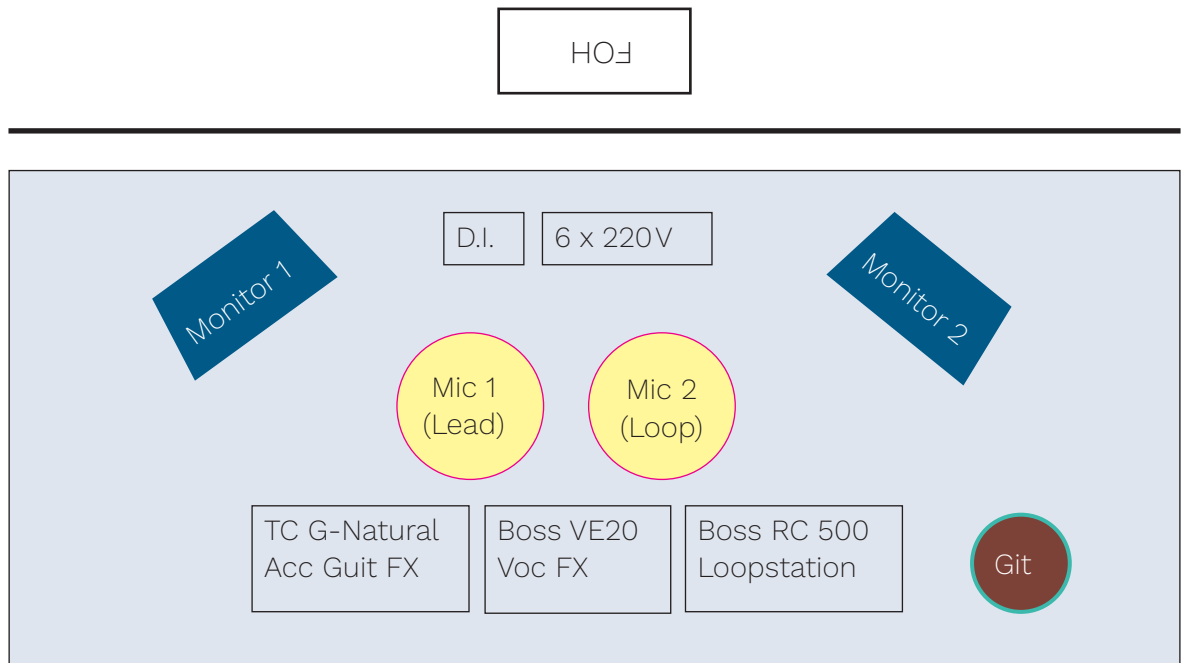 FOH
D.I.
6 x 220V
Monitor 1
Monitor 2
Mic 1
(Lead)
Mic 2
(Loop)
TC G-Natural
Acc Guit FX
Boss VE20
Voc FX
Boss RC 500
Loopstation
Git